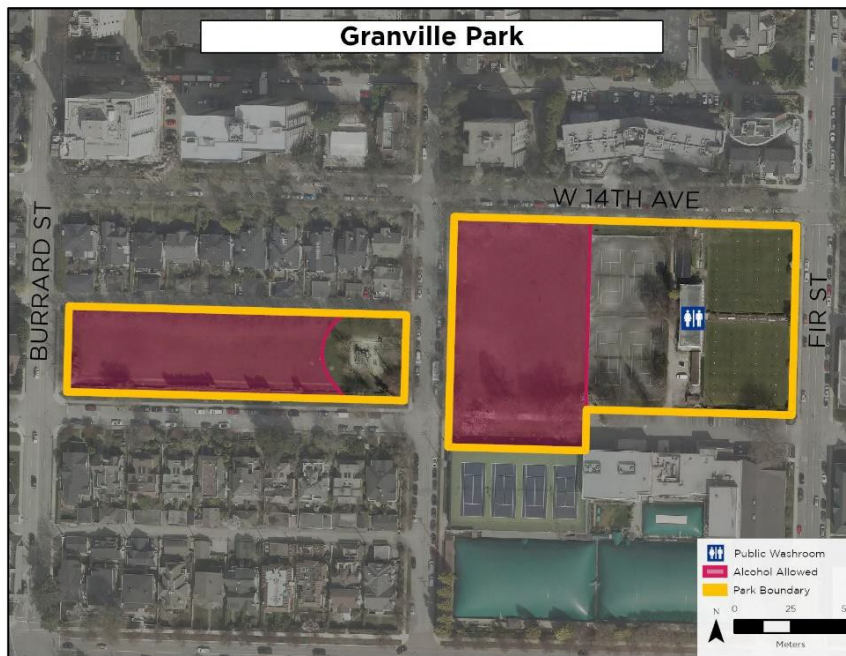 Granville Park
W 14TH AVE
BURRARD ST
FIR ST
Public Washroom
Alcohol Allowed
Park Boundary
N
0 25
Meters